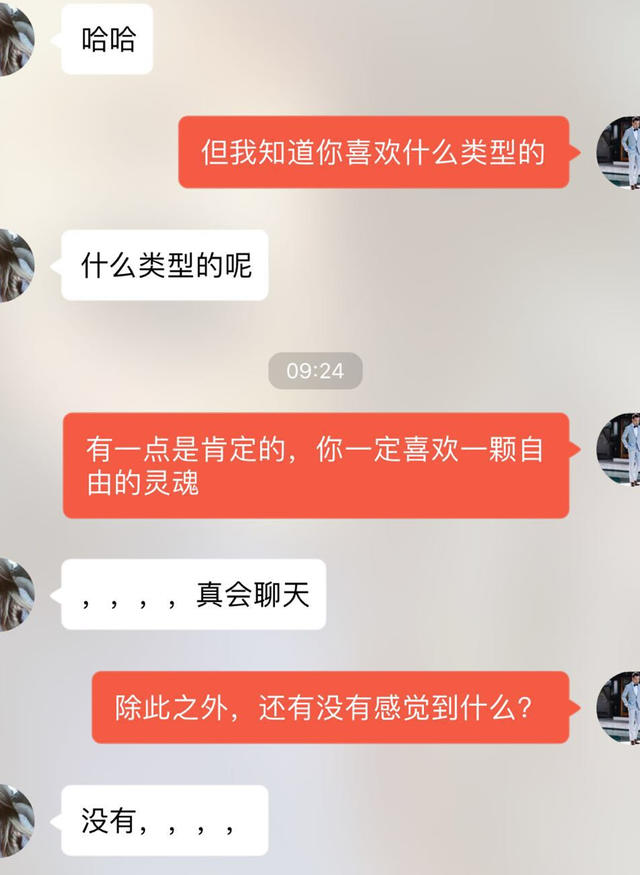 哈哈
但我知道你喜欢什么类型的
什么类型的呢
09:24
有一点是肯定的，你一定喜欢一颗自
由的灵魂
，，，，真会聊天
除此之外，还有没有感觉到什么？
没有，，，，